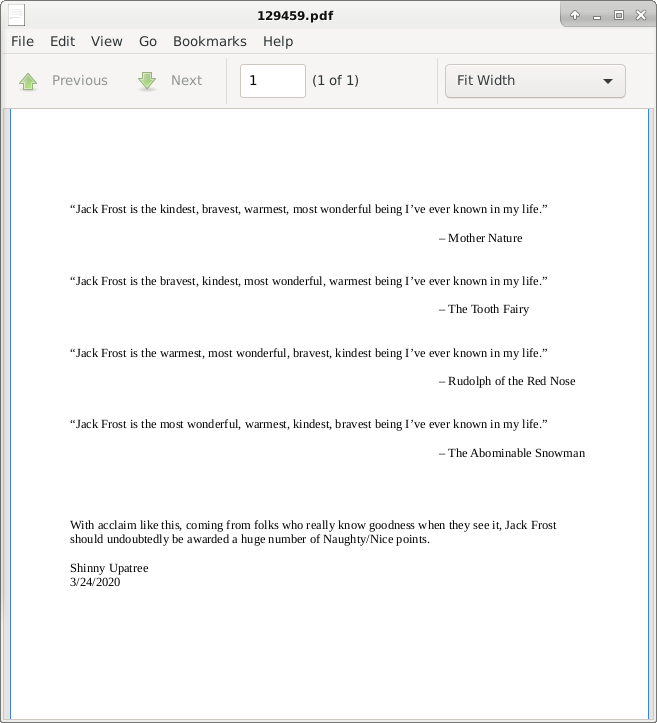 129459.pdf
File Edit View Go Bookmarks Help
Previous Next 1 (1 of 1) Fit Width
“Jack Frost is the kindest, bravest, warmest, most wonderful being I’ve ever known in my life.”
– Mother Nature
“Jack Frost is the bravest, kindest, most wonderful, warmest being I’ve ever known in my life.”
– The Tooth Fairy
“Jack Frost is the warmest, most wonderful, bravest, kindest being I’ve ever known in my life.”
– Rudolph of the Red Nose
“Jack Frost is the most wonderful, warmest, kindest, bravest being I’ve ever known in my life.”
– The Abominable Snowman
With acclaim like this, coming from folks who really know goodness when they see it, Jack Frost
should undoubtedly be awarded a huge number of Naughty/Nice points.
Shinny Upatree
3/24/2020